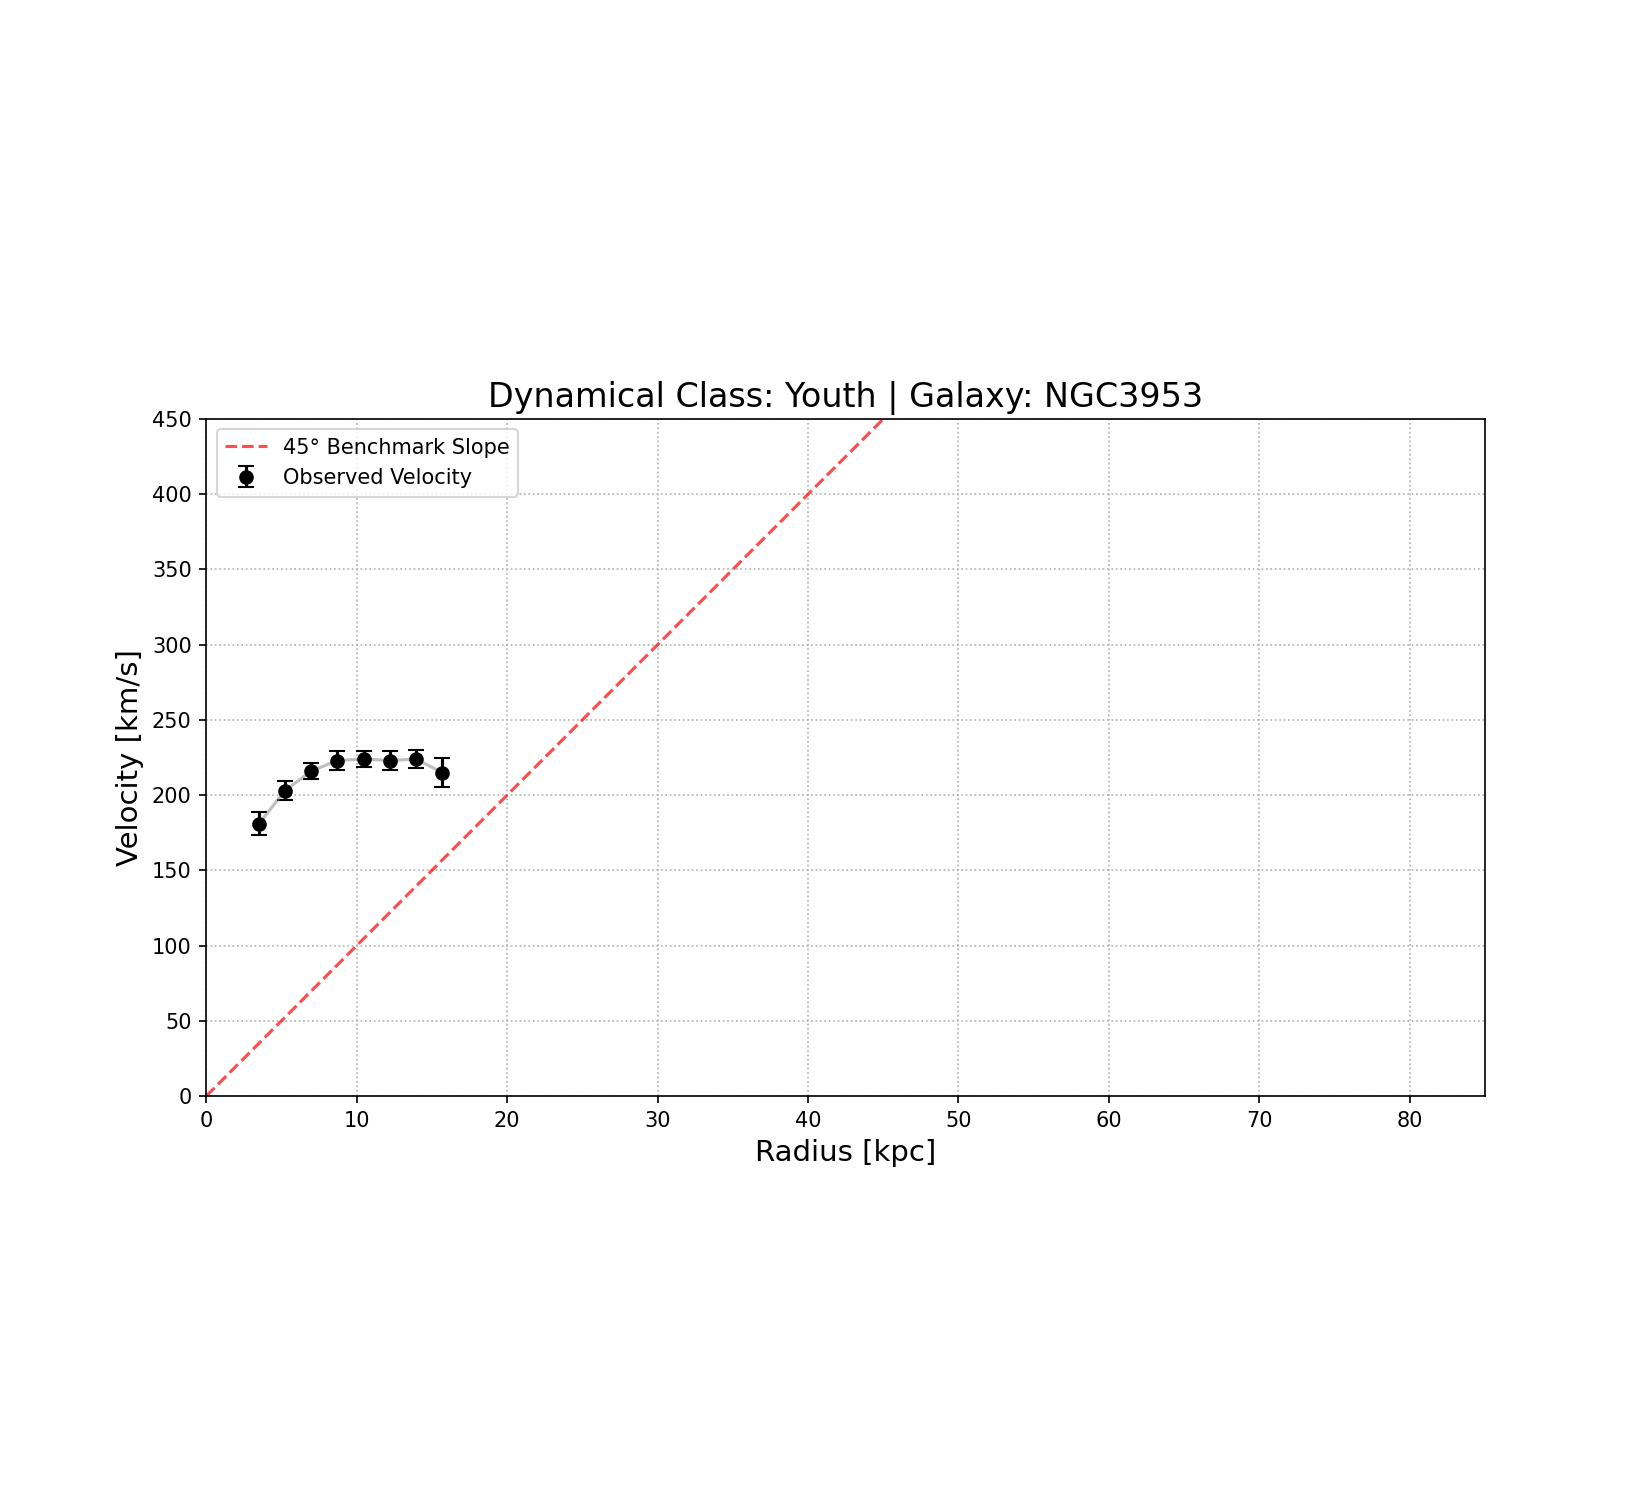 Dynamical Class: Youth | Galaxy: NGC3953
45° Benchmark Slope
Observed Velocity
450
400
350
300
250
200
150
100
50
0
Velocity [km/s]
0 10 20 30 40 50 60 70 80
Radius [kpc]